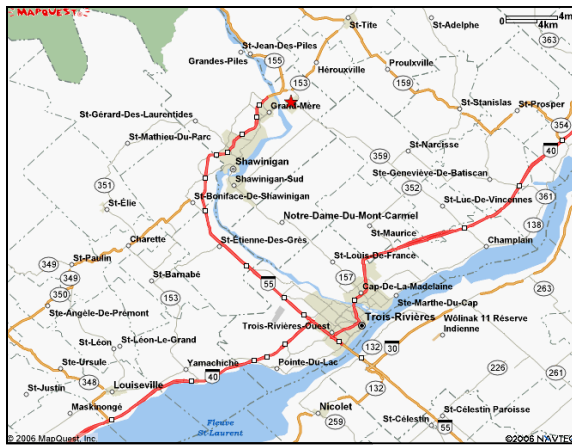 MAPQUEST
St-Tite
St-Adelphe
0 4m
4km
363
St-Jean-Des-Piles
155
Grandes-Piles
Hérouxville
Proulxville
153
159
Grand-Mère
St-Stanislas
St-Prosper
354
St-Gérard-Des-Laurentides
St-Mathieu-Du-Parc
St-Narcisse
40
359
Shawinigan
Ste-Geneviève-De-Batiscan
Shawinigan-Sud
352
351
St-Boniface-De-Shawinigan
St-Luc-De-Vincennes
361
St-Élie
Notre-Dame-Du-Mont-Carmel
138
St-Maurice
Charette
St-Étienne-Des-Grès
Champlain
St-Paulin
St-Louis-De-France
349
349
St-Barnabé
157
55
263
350
153
Cap-De-La-Madeleine
Ste-Marthe-Du-Cap
Ste-Angèle-De-Prémont
Wôlinak 11 Réserve
Indienne
Trois-Rivières
Trois-Rivières-Ouest
St-Léon
St-Léon-Le-Grand
132
30
Ste-Ursule
Yamachiche
Pointe-Du-Lac
226
261
348
40
St-Justin
Louiseville
132
Maskinongé
Nicolet
259
St-Célestin Paroisse
St-Célestin
55
Fleuve
St-Laurent
© 2006 MapQuest, Inc.
©2006 NAVTEQ